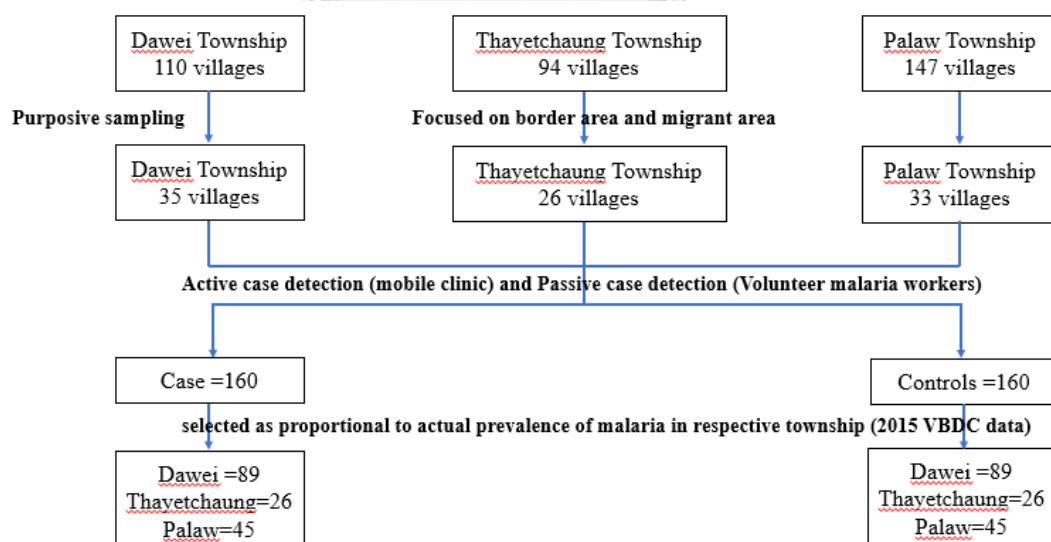 Dawei Township
110 villages
Thayetchaung Township
94 villages
Palaw Township
147 villages
Purposive sampling
Focused on border area and migrant area
Dawei Township
35 villages
Thayetchaung Township
26 villages
Palaw Township
33 villages
Active case detection (mobile clinic) and Passive case detection (Volunteer malaria workers)
Case =160
Controls =160
selected as proportional to actual prevalence of malaria in respective township (2015 VBDC data)
Dawei =89
Thayetchaung=26
Palaw=45
Dawei =89
Thayetchaung=26
Palaw=45